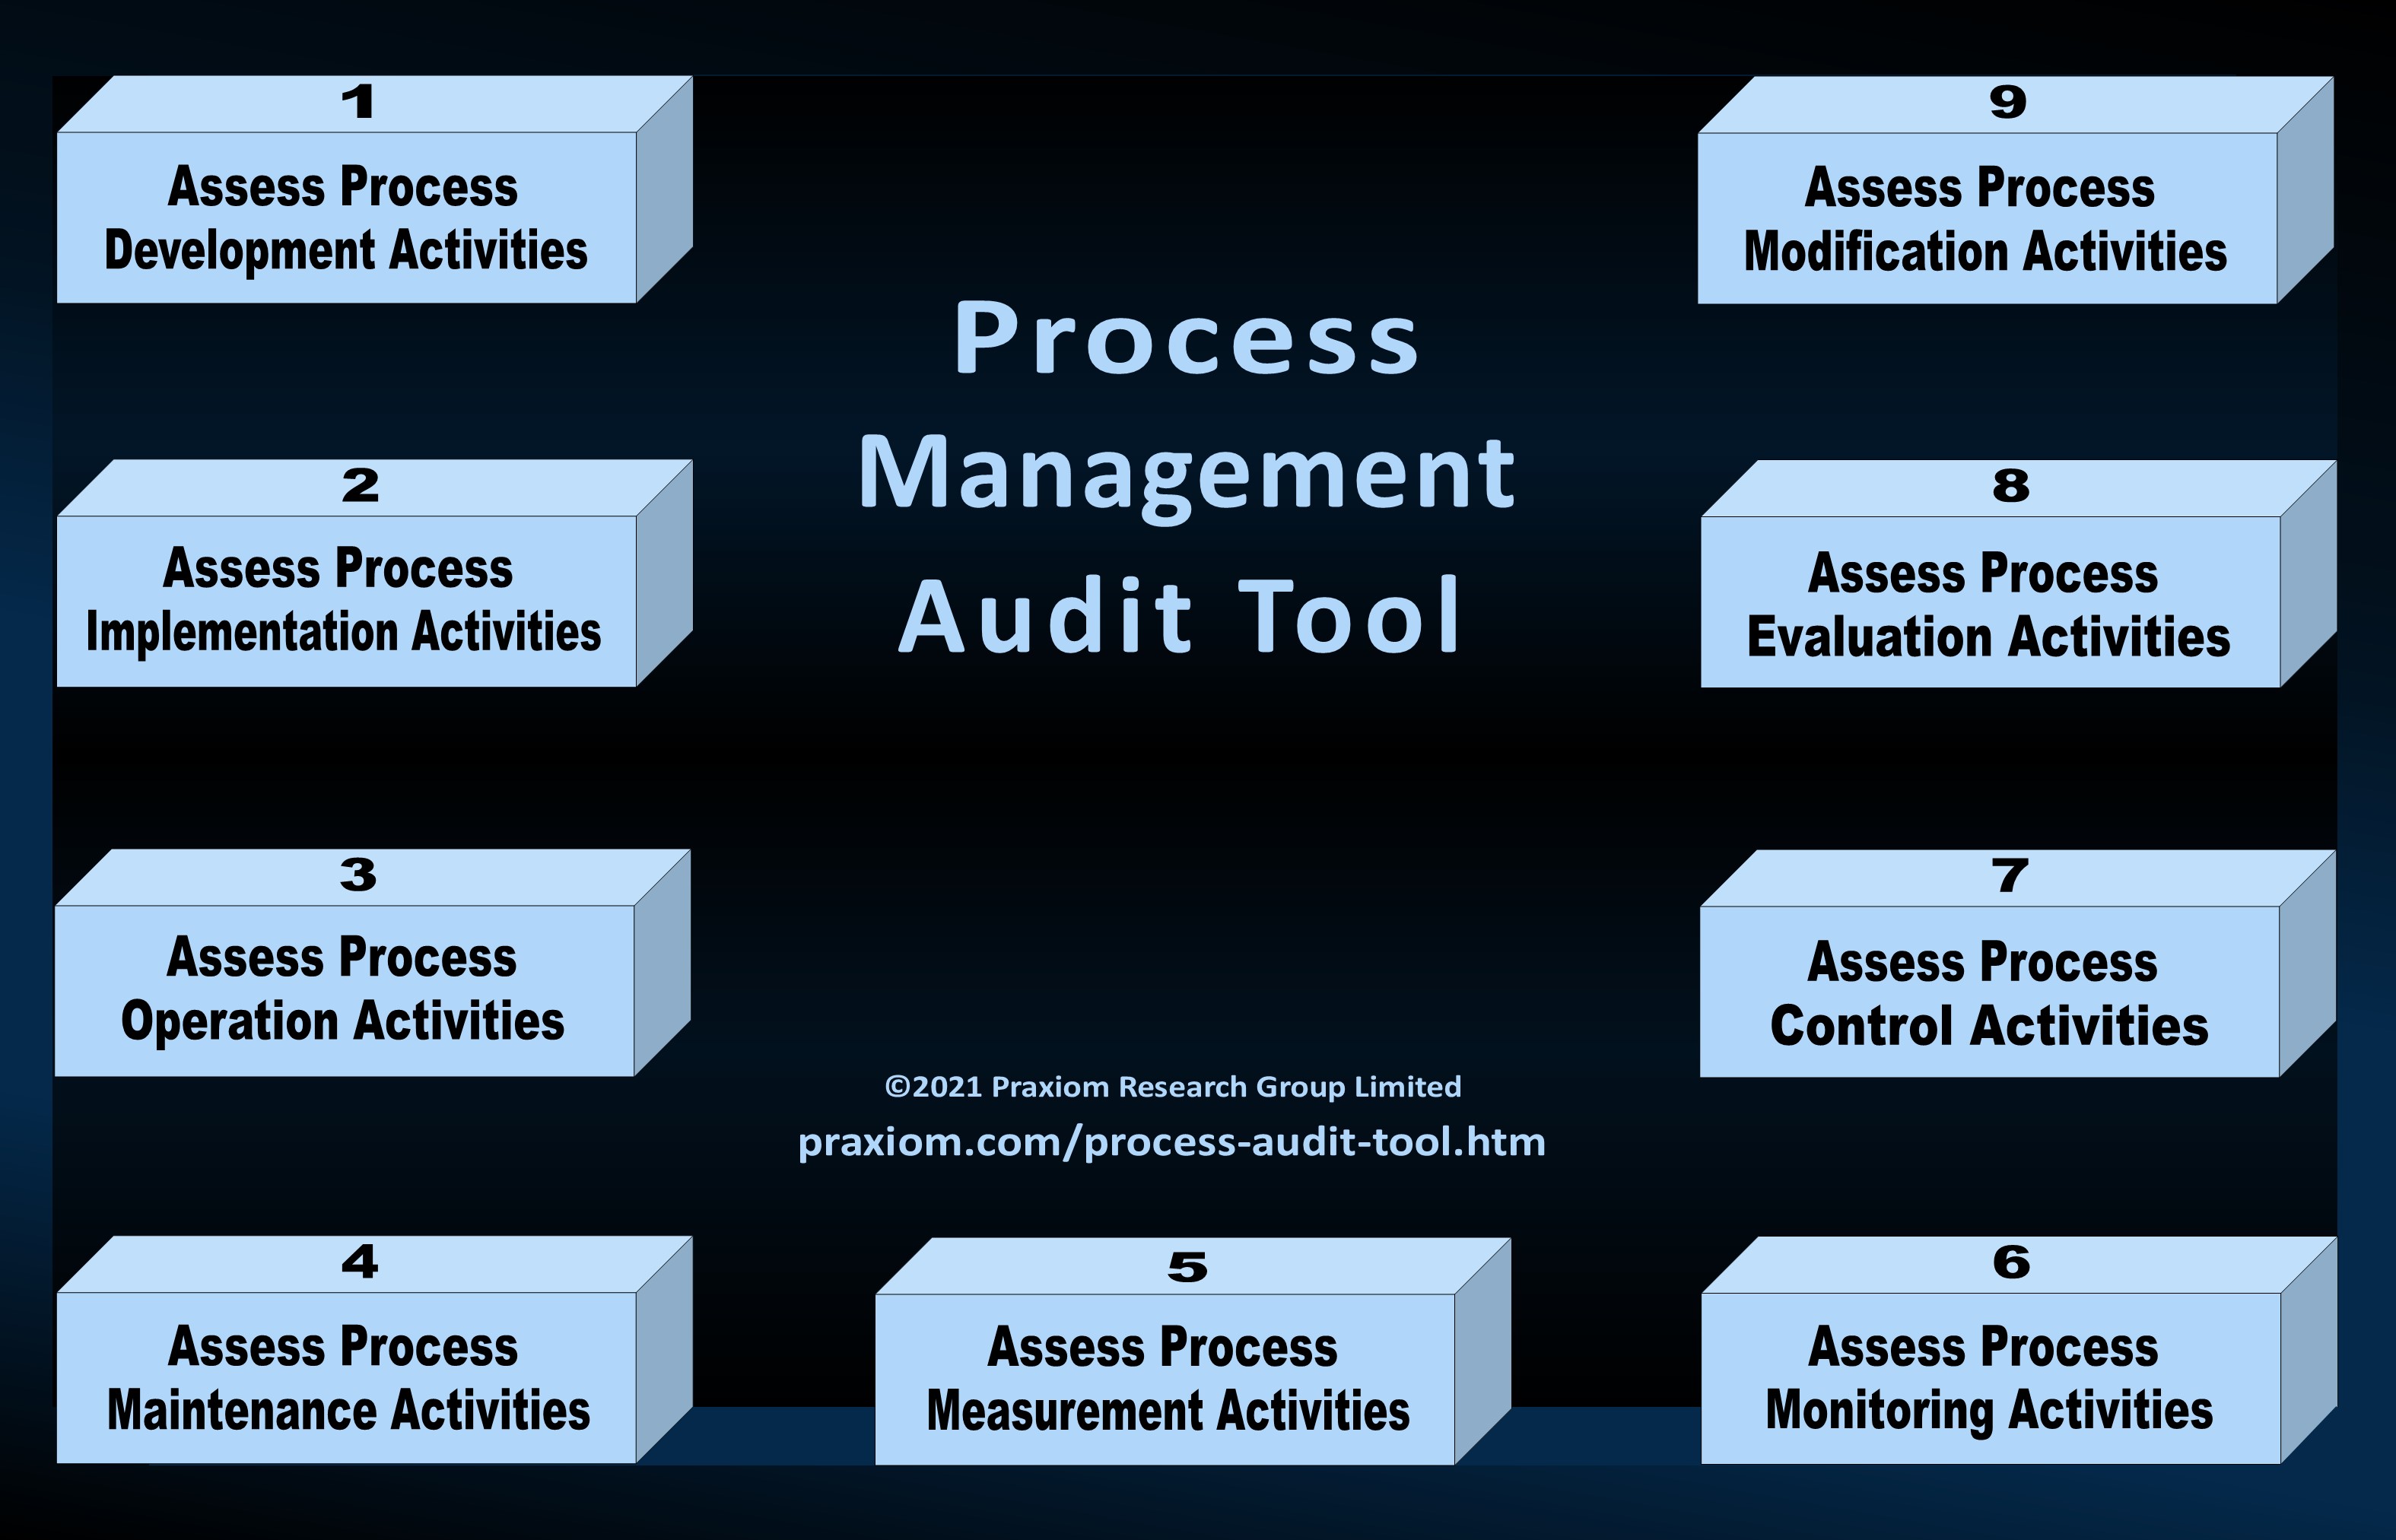 1
Assess Process
Development Activities
2
Assess Process
Implementation Activities
3
Assess Process
Operation Activities
4
Assess Process
Maintenance Activities
5
Assess Process
Measurement Activities
6
Assess Process
Monitoring Activities
7
Assess Process
Control Activities
8
Assess Process
Evaluation Activities
9
Assess Process
Modification Activities
Process
Management
Audit Tool
©2021 Praxiom Research Group Limited
praxiom.com/process-audit-tool.htm